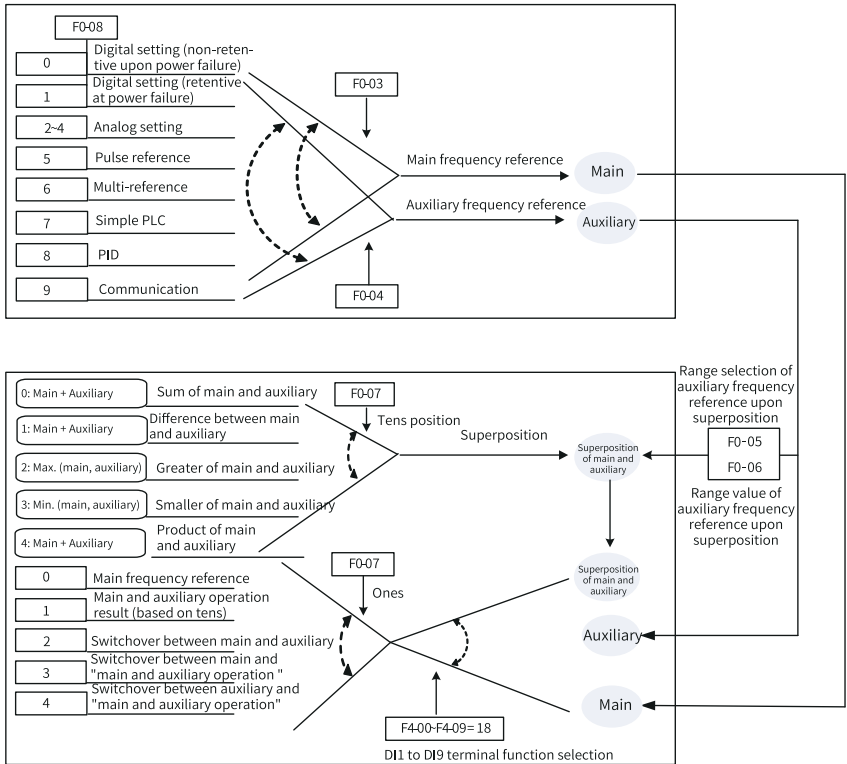 F0-08
0
Digital setting (non-reten-
tive upon power failure)
1
Digital setting (retentive
at power failure)
2~4
Analog setting
5
Pulse reference
6
Multi-reference
7
Simple PLC
8
PID
9
Communication
F0-03
Main frequency reference
Main
Auxiliary frequency reference
Auxiliary
F0-04
0: Main + Auxiliary
Sum of main and auxiliary
1: Main + Auxiliary
Difference between main
and auxiliary
2: Max. (main, auxiliary)
Greater of main and auxiliary
3: Min. (main, auxiliary)
Smaller of main and auxiliary
4: Main + Auxiliary
Product of main
and auxiliary
F0-07
Tens position
Superposition
Superposition
of main and
auxiliary
Range selection of
auxiliary frequency
reference upon
superposition
F0-05
F0-06
Range value of
auxiliary frequency
reference upon
superposition
0
Main frequency reference
1
Main and auxiliary operation
result (based on tens)
2
Switchover between main and auxiliary
3
Switchover between main and
"main and auxiliary operation "
4
Switchover between auxiliary and
"main and auxiliary operation"
F0-07
Ones
Superposition
of main and
auxiliary
Auxiliary
Main
F4-00~F4-09= 18
DI1 to DI9 terminal function selection